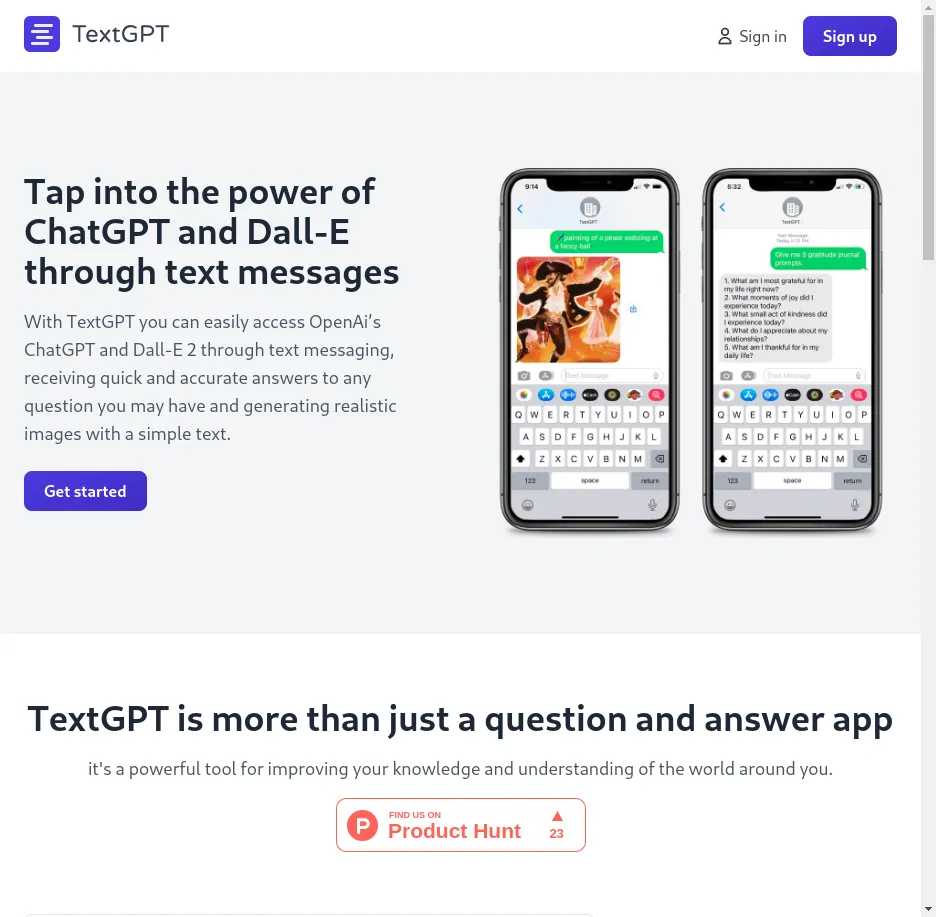 TextGPT
Sign in
Sign up
Tap into the power of
ChatGPT and Dall-E
through text messages
With TextGPT you can easily access OpenAi’s
ChatGPT and Dall-E 2 through text messaging,
receiving quick and accurate answers to any
question you may have and generating realistic
images with a simple text.
Get started
9:14
TextGPT
painting of a pirate waltzing at
a fancy ball
Text Message
Q W E R T Y U I O P
A S D F G H J K L
Z X C V B N M
123 space return
5:32
TextGPT
Text Message
Today 5:31 PM
Give me 5 gratitude journal
prompts.
1. What am I most grateful for in
my life right now?
2. What moments of joy did I
experience today?
3. What small act of kindness did
I experience today?
4. What do I appreciate about my
relationships?
5. What am I thankful for in my
daily life?
Text Message
Q W E R T Y U I O P
A S D F G H J K L
Z X C V B N M
123 space return
TextGPT is more than just a question and answer app
it's a powerful tool for improving your knowledge and understanding of the world around you.
P
FIND US ON
Product Hunt
23